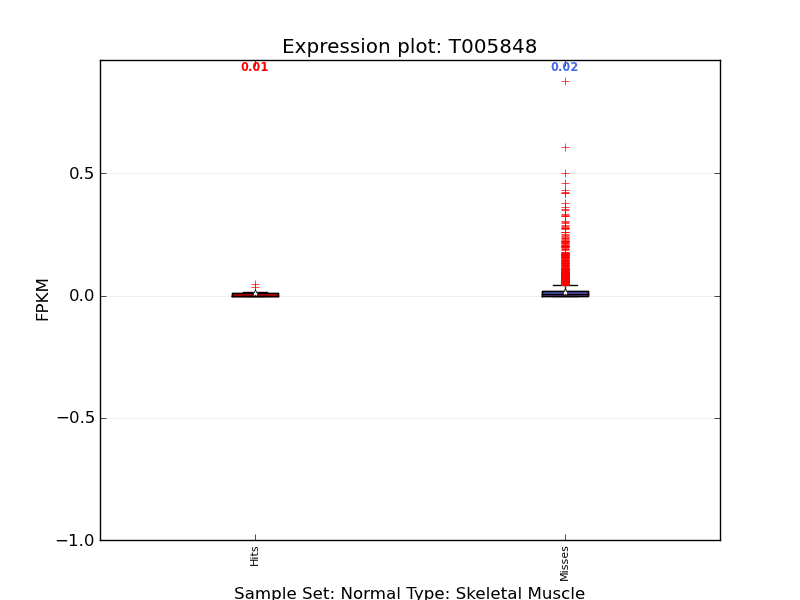 Expression plot: T005848
0.01
0.02
0.5
0.0
−0.5
−1.0
FPKM
Hits
Misses
Sample Set: Normal Type: Skeletal Muscle